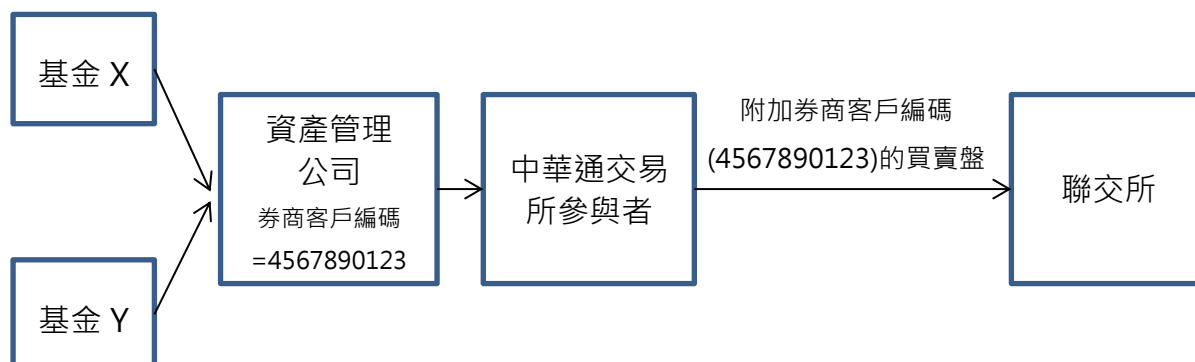 基金 X
資產管理
公司
券商客戶編碼
=4567890123
中華通交易
所參與者
附加券商客戶編碼
(4567890123)的買賣盤
聯交所
基金 Y